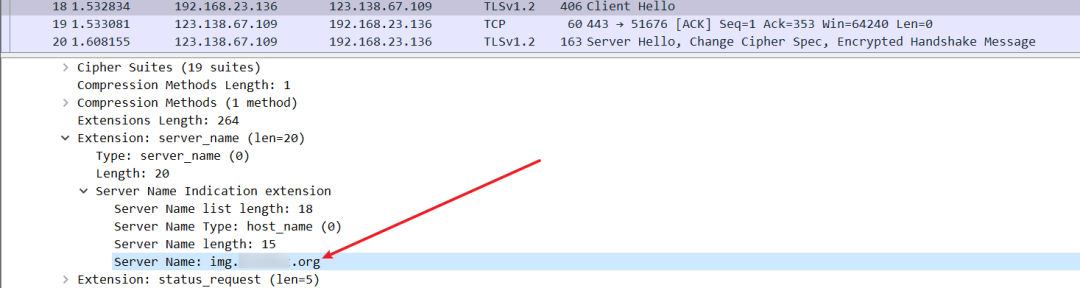 18 1.532834 192.168.23.136 123.138.67.109 TLSv1.2 406 Client Hello
19 1.533081 123.138.67.109 192.168.23.136 TCP 60 443 → 51676 [ACK] Seq=1 Ack=353 Win=64240 Len=0
20 1.608155 123.138.67.109 192.168.23.136 TLSv1.2 163 Server Hello, Change Cipher Spec, Encrypted Handshake Message
Cipher Suites (19 suites)
Compression Methods Length: 1
Compression Methods (1 method)
Extensions Length: 264
Extension: server_name (len=20)
Type: server_name (0)
Length: 20
Server Name Indication extension
Server Name list length: 18
Server Name Type: host_name (0)
Server Name length: 15
Server Name: img. .org
Extension: status_request (len=5)